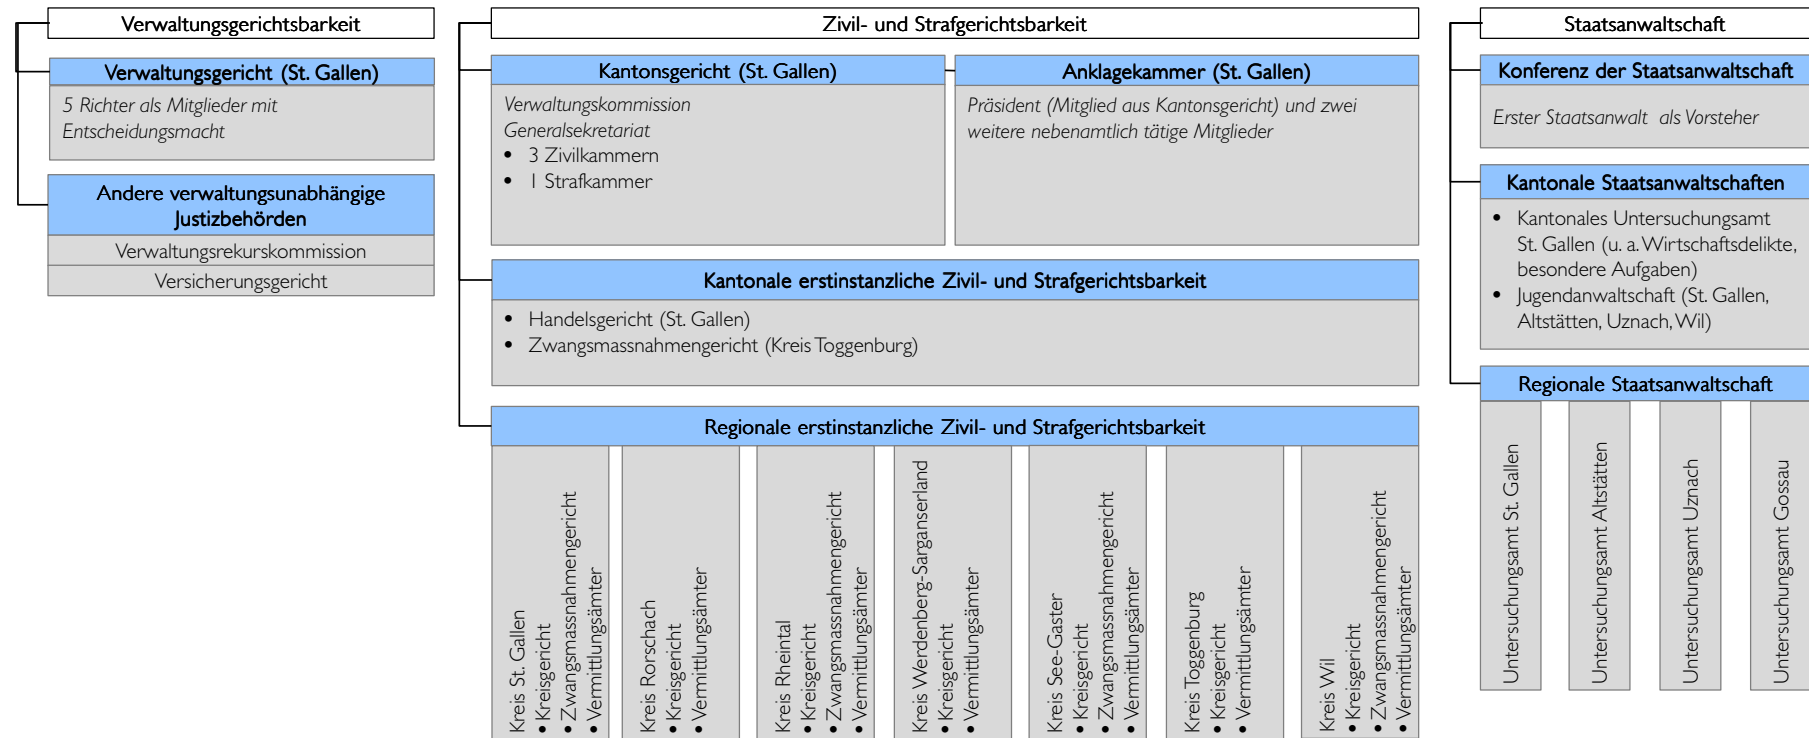 Verwaltungsgerichtsbarkeit
Verwaltungsgericht (St. Gallen)
5 Richter als Mitglieder mit
Entscheidungsmacht
Andere verwaltungsunabhängige
Justizbehörden
Verwaltungsrekurskommission
Versicherungsgericht
Zivil- und Strafgerichtsbarkeit
Kantonsgericht (St. Gallen)
Verwaltungskommission
Generalsekretariat
• 3 Zivilkammern
• 1 Strafkammer
Anklagekammer (St. Gallen)
Präsident (Mitglied aus Kantonsgericht) und zwei
weitere nebenamtlich tätige Mitglieder
Kantonale erstinstanzliche Zivil- und Strafgerichtsbarkeit
• Handelsgericht (St. Gallen)
• Zwangsmassnahmengericht (Kreis Toggenburg)
Regionale erstinstanzliche Zivil- und Strafgerichtsbarkeit
Kreis St. Gallen
• Kreisgericht
• Zwangsmassnahmengericht
• Vermittlungsämter
Kreis Rorschach
• Kreisgericht
• Vermittlungsämter
Kreis Rheintal
• Kreisgericht
• Zwangsmassnahmengericht
• Vermittlungsämter
Kreis Werdenberg-Sarganserland
• Kreisgericht
• Vermittlungsämter
Kreis See-Gaster
• Kreisgericht
• Zwangsmassnahmengericht
• Vermittlungsämter
Kreis Toggenburg
• Kreisgericht
• Vermittlungsämter
Kreis Wil
• Kreisgericht
• Zwangsmassnahmengericht
• Vermittlungsämter
Staatsanwaltschaft
Konferenz der Staatsanwaltschaft
Erster Staatsanwalt als Vorsteher
Kantonale Staatsanwaltschaften
• Kantonales Untersuchungsamt
St. Gallen (u. a. Wirtschaftsdelikte,
besondere Aufgaben)
• Jugendanwaltschaft (St. Gallen,
Altstätten, Uznach, Wil)
Regionale Staatsanwaltschaft
Untersuchungsamt St. Gallen
Untersuchungsamt Altstätten
Untersuchungsamt Uznach
Untersuchungsamt Gossau